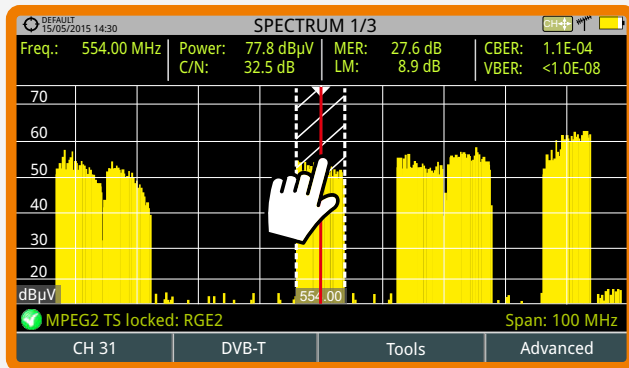 DEFAULT
15/05/2015 14:30
SPECTRUM 1/3
CH
Freq.: 554.00 MHz
Power: 77.8 dBµV
MER: 27.6 dB
CBER: 1.1E-04
C/N: 32.5 dB
LM: 8.9 dB
VBER: <1.0E-08
70
60
50
40
30
20
dBµV
554.00
MPEG2 TS locked: RGE2
Span: 100 MHz
CH 31
DVB-T
Tools
Advanced